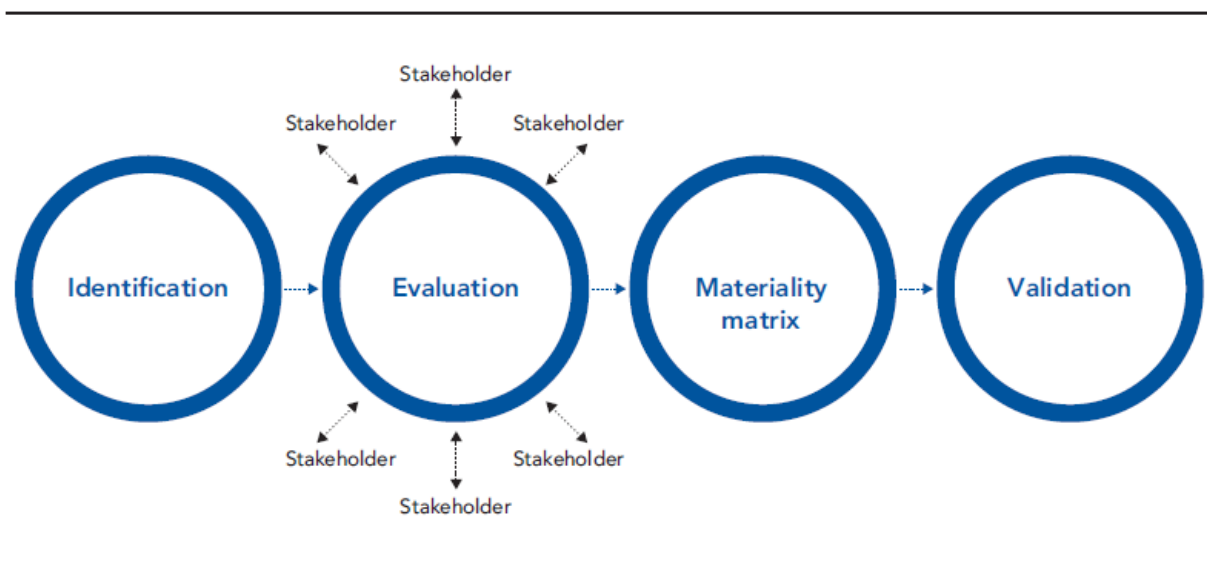 Stakeholder
Stakeholder
Stakeholder
Identification
Evaluation
Materiality
matrix
Validation
Stakeholder
Stakeholder
Stakeholder